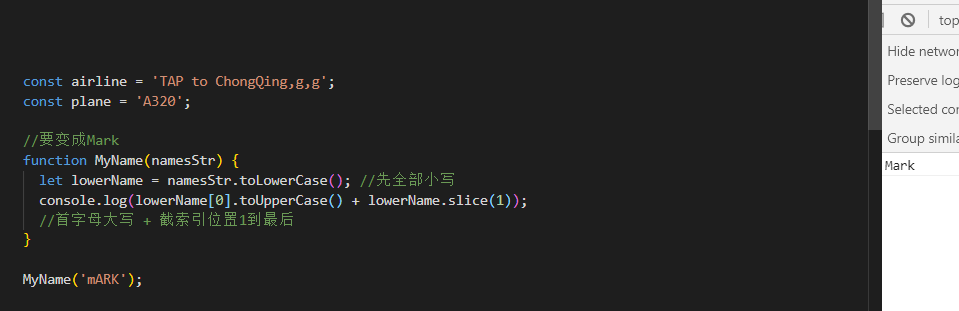 const airline = 'TAP to ChongQing,g,g';
const plane = 'A320';
//要变成Mark
function MyName(namesStr) {
let lowerName = namesStr.toLowerCase(); //先全部小写
console.log(lowerName[0].toUpperCase() + lowerName.slice(1));
//首字母大写 + 截索引位置1到最后
}
MyName('mARK');
top
Hide networ
Preserve log
Selected con
Group simila
Mark